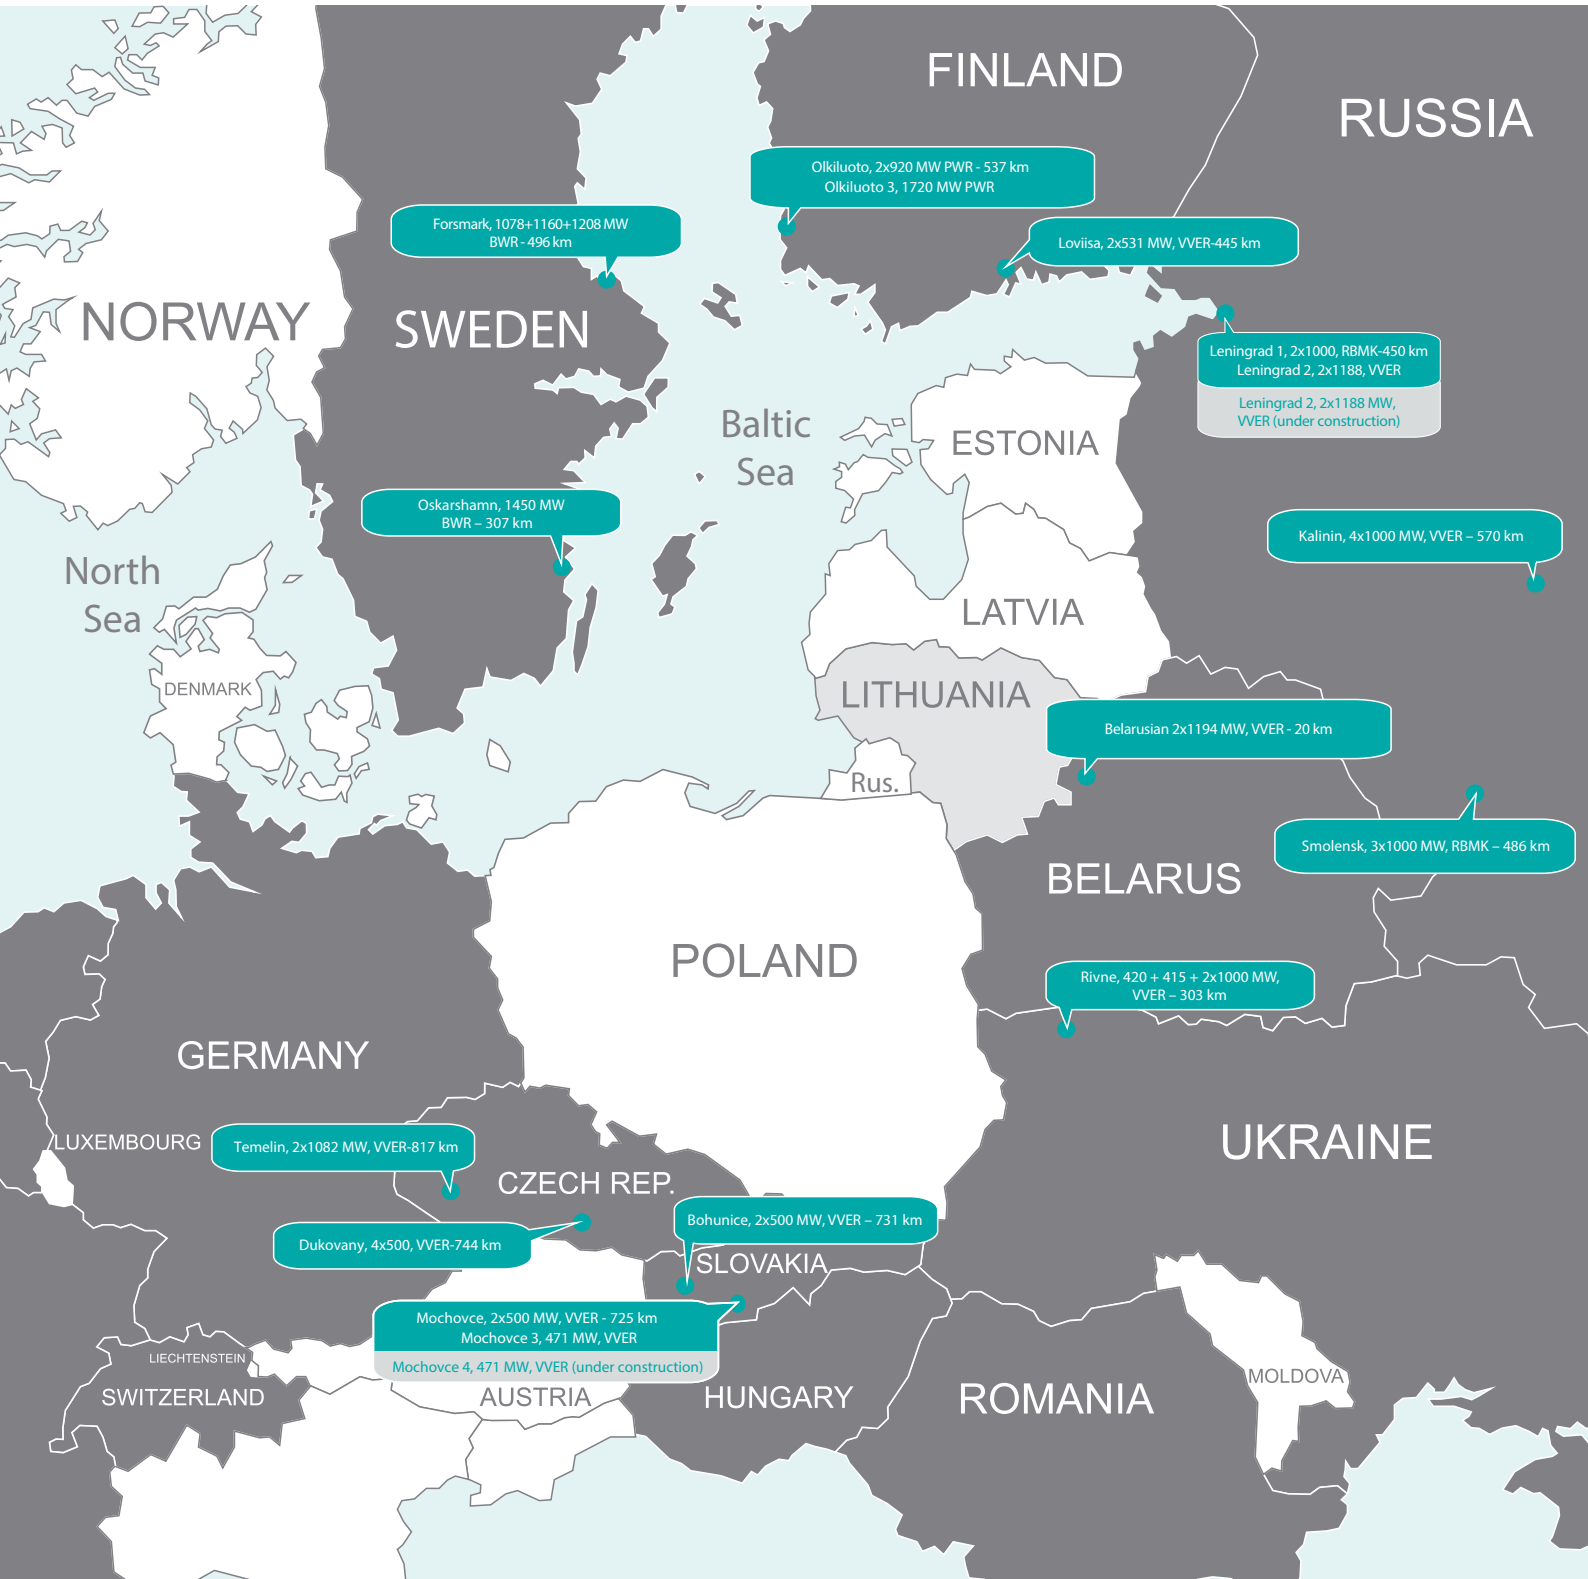 FINLAND
RUSSIA
Olkiluoto, 2x920 MW PWR - 537 km
Olkiluoto 3, 1720 MW PWR
Forsmark, 1078+1160+1208 MW
BWR - 496 km
Loviisa, 2x531 MW, VVER-445 km
NORWAY
SWEDEN
Leningrad 1, 2x1000, RBMK-450 km
Leningrad 2, 2x1188, VVER
Leningrad 2, 2x1188 MW,
VVER (under construction)
Baltic
Sea
ESTONIA
Oskarshamn, 1450 MW
BWR – 307 km
Kalinin, 4x1000 MW, VVER – 570 km
North
Sea
LATVIA
DENMARK
LITHUANIA
Belarusian 2x1194 MW, VVER - 20 km
Rus.
Smolensk, 3x1000 MW, RBMK – 486 km
BELARUS
POLAND
Rivne, 420 + 415 + 2x1000 MW,
VVER – 303 km
GERMANY
LUXEMBOURG
Temelin, 2x1082 MW, VVER-817 km
UKRAINE
CZECH REP.
Bohunice, 2x500 MW, VVER – 731 km
Dukovany, 4x500, VVER-744 km
SLOVAKIA
Mochovce, 2x500 MW, VVER - 725 km
Mochovce 3, 471 MW, VVER
Mochovce 4, 471 MW, VVER (under construction)
LIECHTENSTEIN
SWITZERLAND
AUSTRIA
HUNGARY
ROMANIA
MOLDOVA